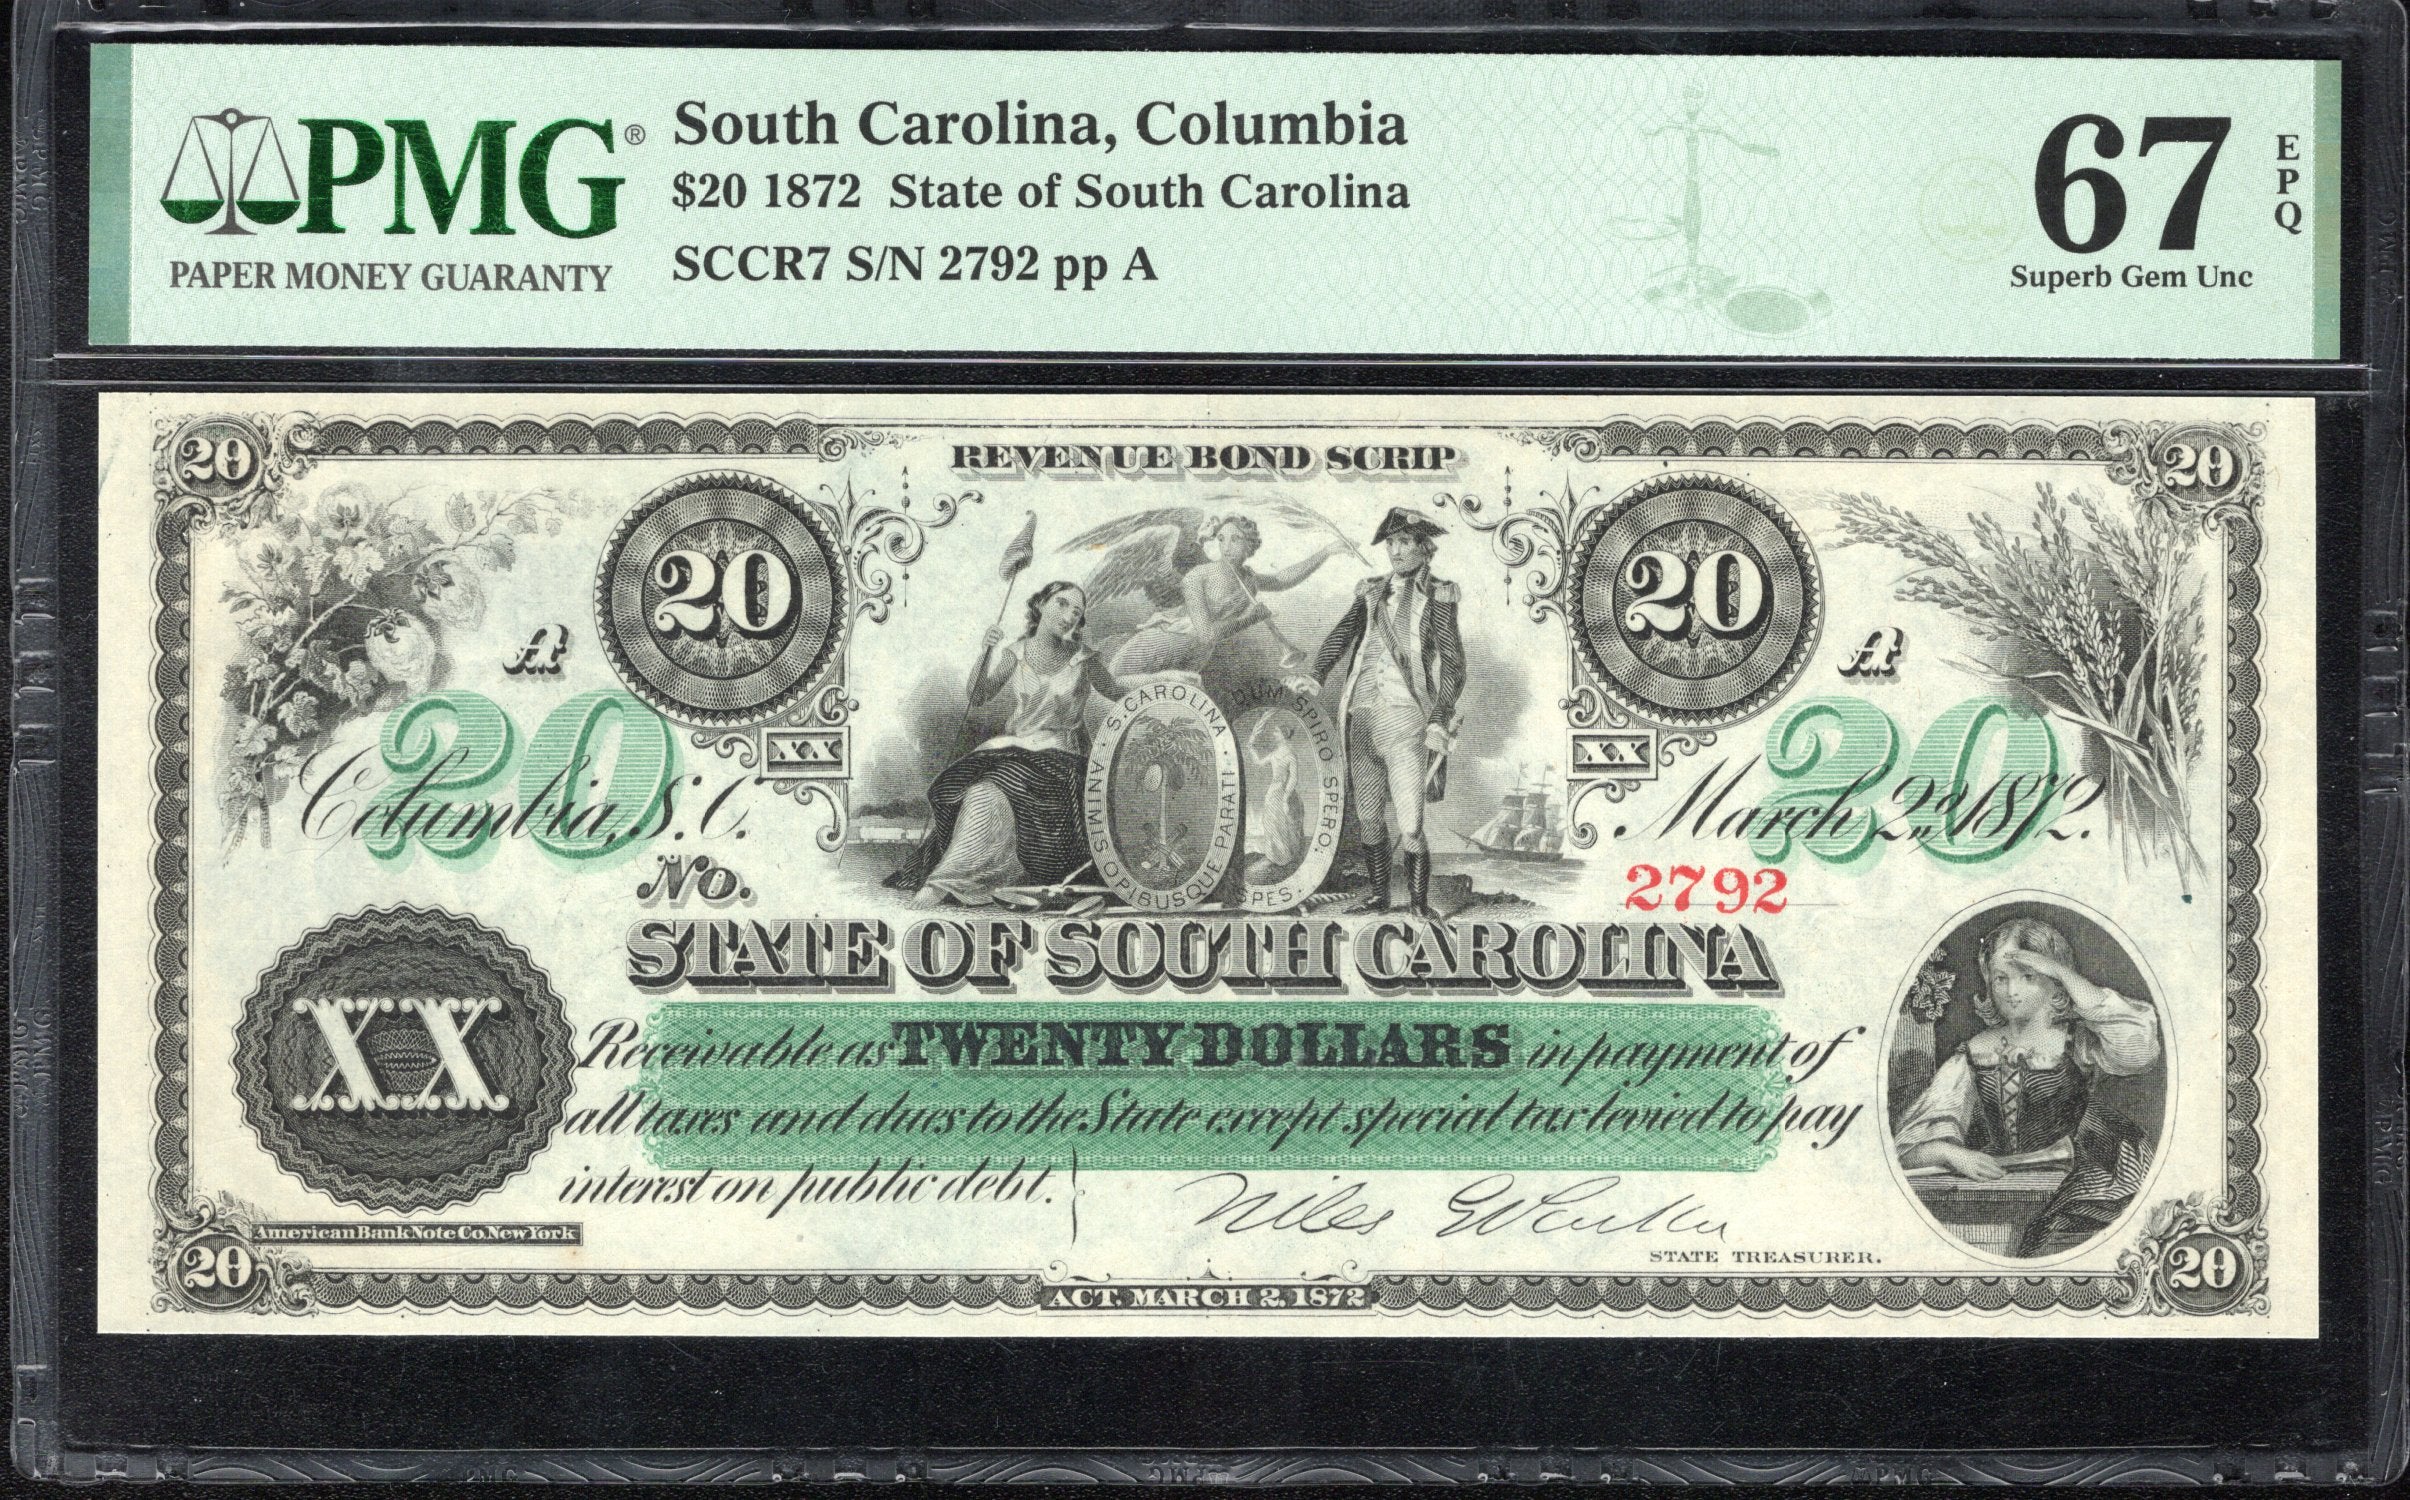 PMG®
PAPER MONEY GUARANTY
South Carolina, Columbia
$20 1872 State of South Carolina
SCCR7 S/N 2792 pp A
67
EPQ
Superb Gem Unc
20
REVENUE BOND SCRIP
20
20
20
A
A
20
20
S. CAROLINA
ANIMIS OPIBUSQUE PARATI
DUM SPIRO SPERO.
SPES.
XX
XX
Columbia, S.C.
March 2nd, 1872.
No.
2792
STATE OF SOUTH CAROLINA
XX
Receivable as TWENTY DOLLARS in payment of
all taxes and dues to the State except special tax levied to pay
interest on public debt.
Niles G Parker
STATE TREASURER.
American Bank Note Co. New York
20
ACT, MARCH 2, 1872
20